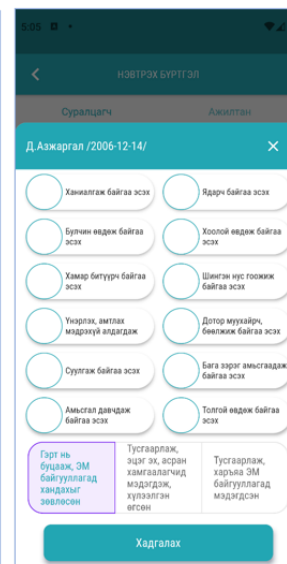 5:05
НЭВТРЭХ БҮРТГЭЛ
Суралцагч
Ажилтан
Д.Азжаргал /2006-12-14/
Ханиалгаж байгаа эсэх
Ядарч байгаа эсэх
Булчин өвдөж байгаа
эсэх
Хоолой өвдөж байгаа
эсэх
Хамар битүүрч байгаа
эсэх
Шингэн нус гоожиж
байгаа эсэх
Үнэрлэх, амтлах
мэдрэхүй алдагдаж
Дотор муухайрч,
бөөлжиж байгаа эсэх
Суулгаж байгаа эсэх
Бага зэрэг амьсгаадаж
байгаа эсэх
Амьсгал давчдаж
байгаа эсэх
Толгой өвдөж байгаа
эсэх
Гэрт нь
буцааж, ЭМ
байгууллагад
хандахыг
зөвлөсөн
Тусгаарлаж,
эцэг эх, асран
хамгаалагчид
мэдэгдэж,
хүлээлгэн
өгсөн
Тусгаарлаж,
харъяа ЭМ
байгууллагад
мэдэгдсэн
Хадгалах